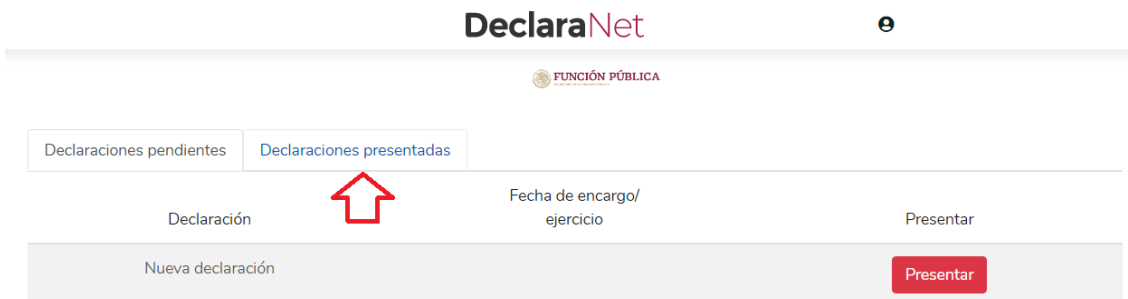 DeclaraNet
FUNCIÓN PÚBLICA
Declaraciones pendientes
Declaraciones presentadas
Declaración
Fecha de encargo/
ejercicio
Presentar
Nueva declaración
Presentar